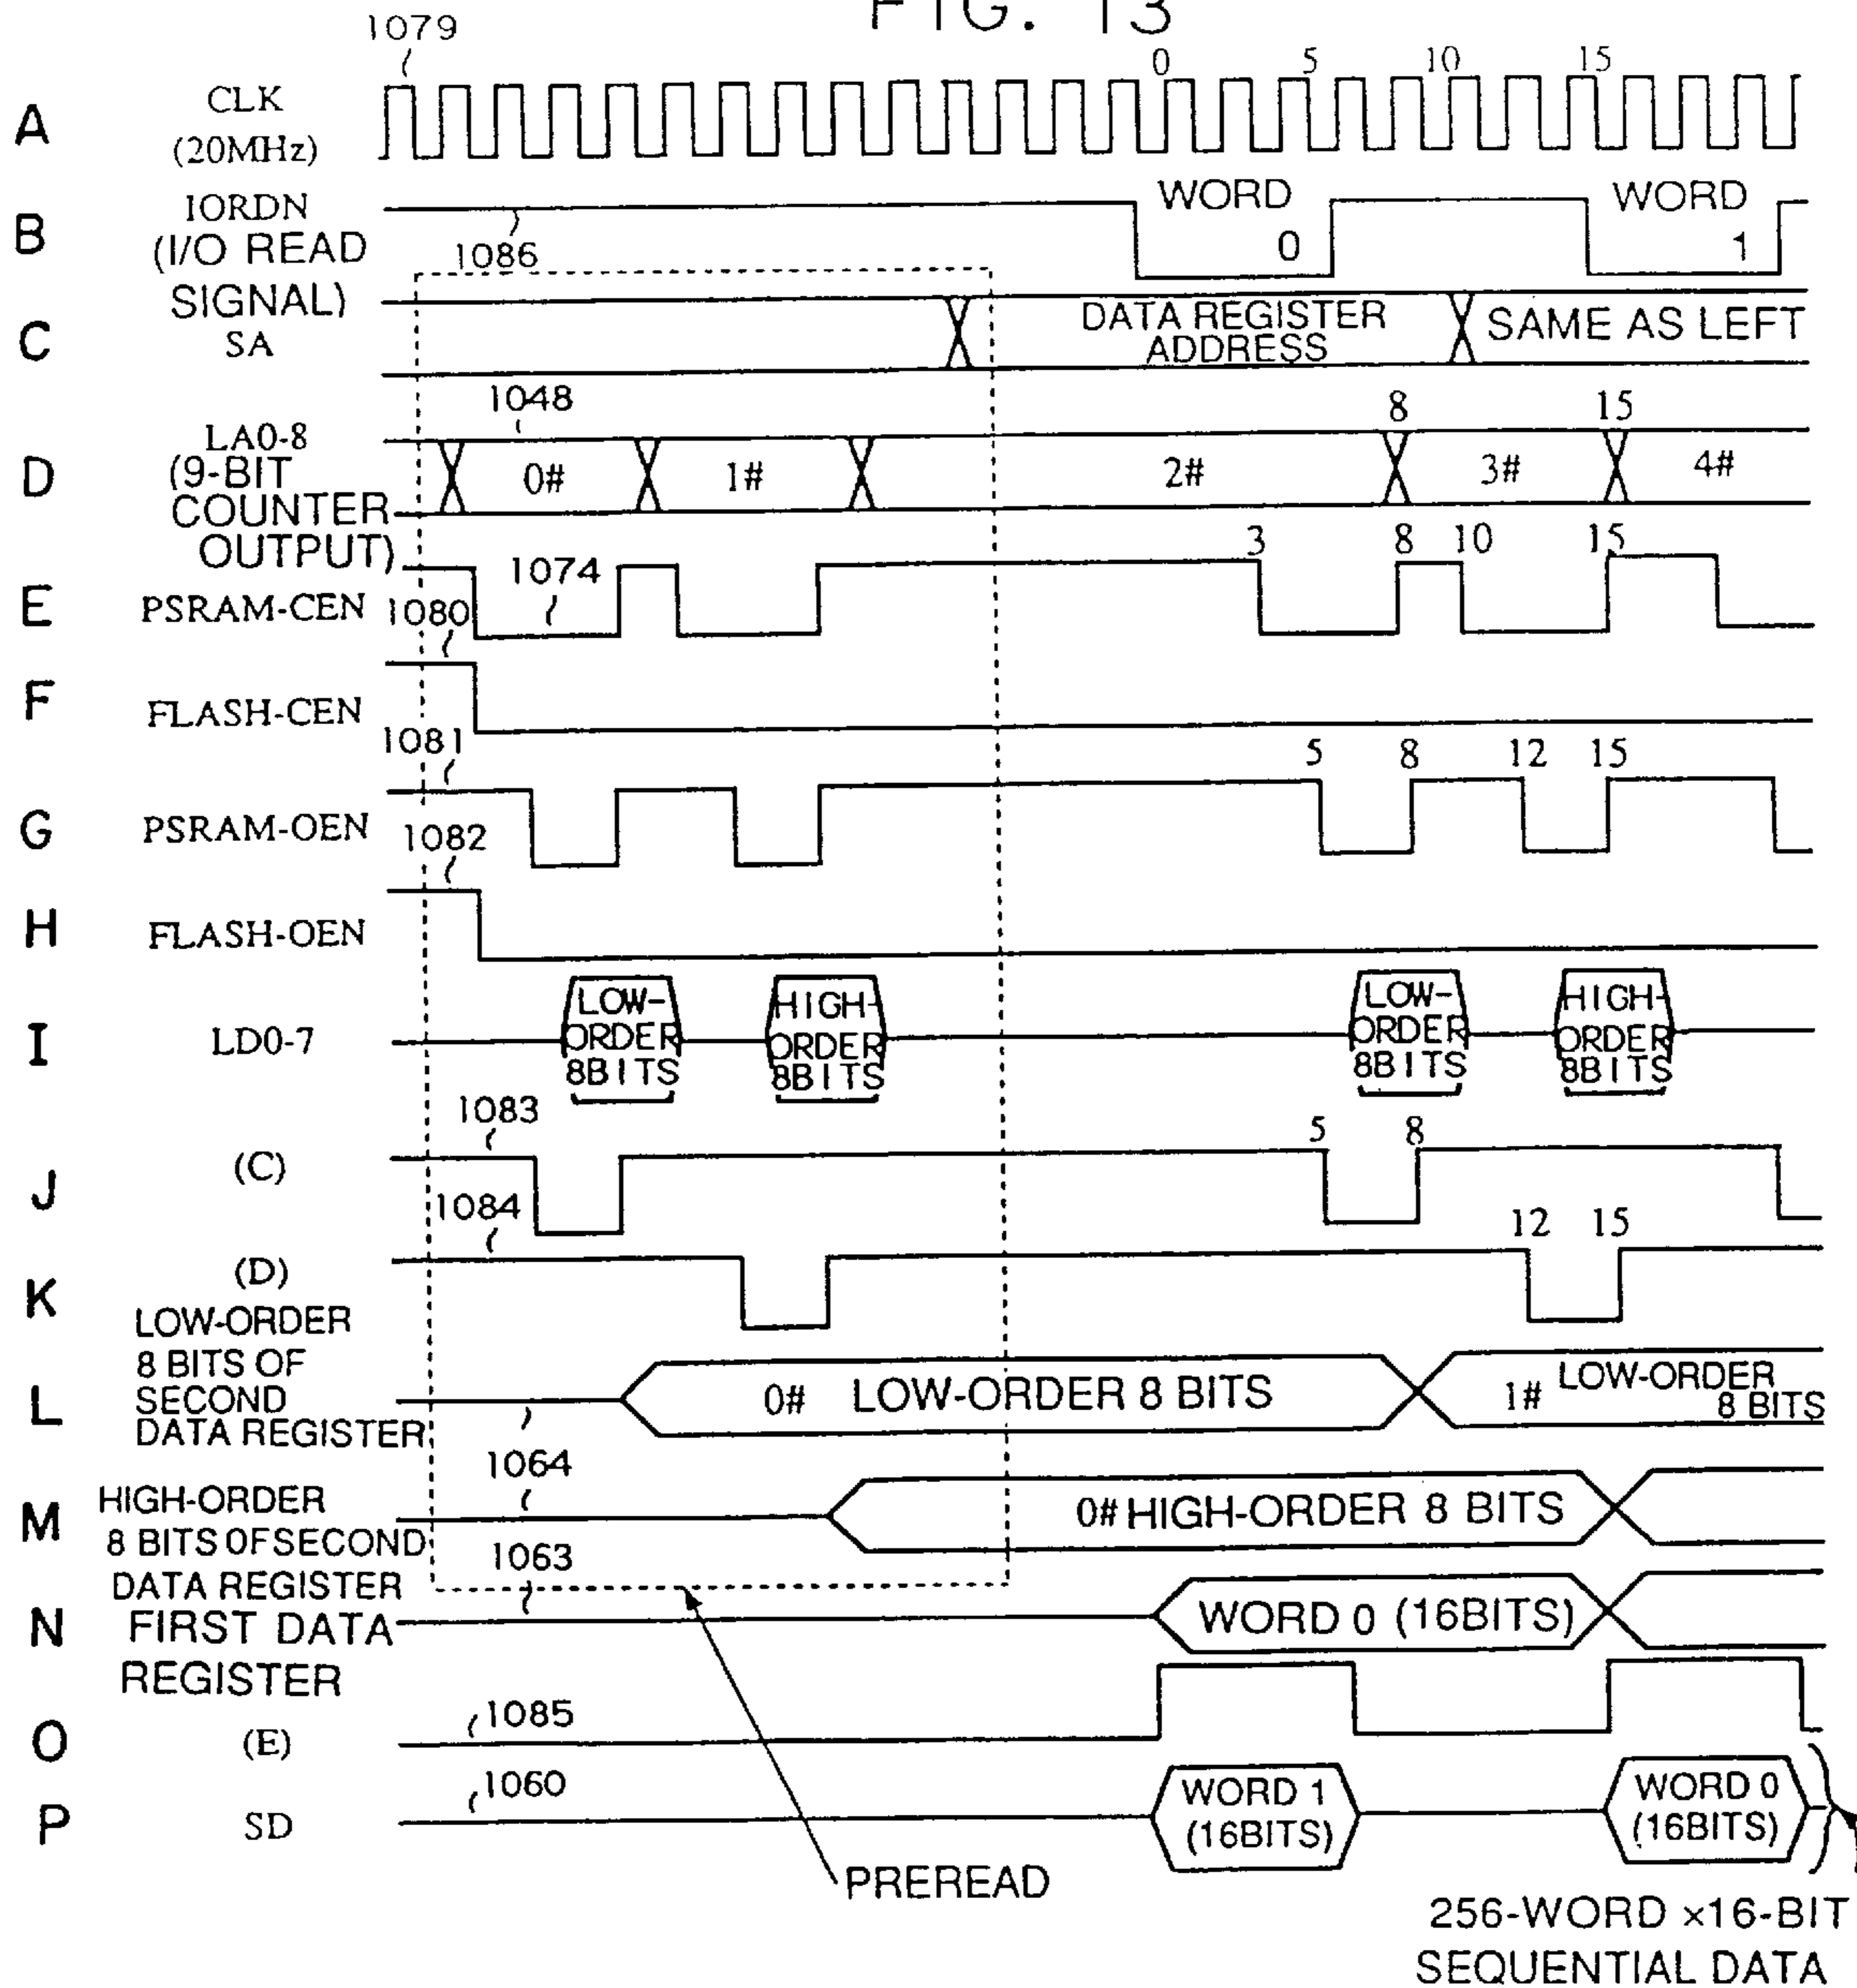 FIG. 13
1079
0 5 10 15
A CLK
(20MHz)
B IORDN
(I/O READ
SIGNAL)
1086
WORD
0
WORD
1
C SA
DATA REGISTER
ADDRESS
SAME AS LEFT
1048
8 15
D LA0-8
(9-BIT
COUNTER
OUTPUT)
0# 1# 2# 3# 4#
3 8 10 15
E PSRAM-CEN
1074
1080
F FLASH-CEN
1081
5 8 12 15
G PSRAM-OEN
1082
H FLASH-OEN
I LD0-7
LOW-
ORDER
8BITS
HIGH-
ORDER
8BITS
LOW-
ORDER
8BITS
HIGH-
ORDER
8BITS
1083
5 8
J (C)
1084
12 15
K (D)
L LOW-ORDER
8 BITS OF
SECOND
DATA REGISTER
0# LOW-ORDER 8 BITS
1# LOW-ORDER
8 BITS
1064
M HIGH-ORDER
8 BITS OFSECOND
DATA REGISTER
0# HIGH-ORDER 8 BITS
1063
N FIRST DATA
REGISTER
WORD 0 (16BITS)
1085
O (E)
1060
P SD
WORD 1
(16BITS)
WORD 0
(16BITS)
PREREAD
256-WORD ×16-BIT
SEQUENTIAL DATA